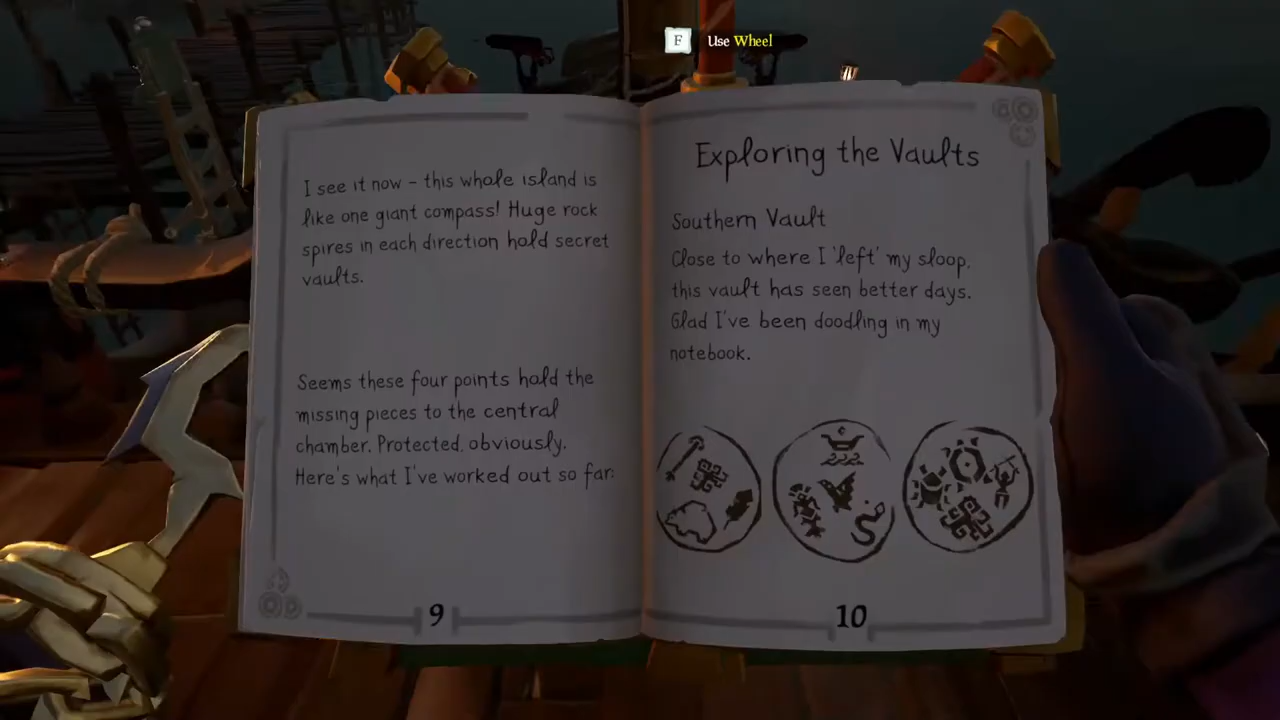 F Use Wheel
I see it now - this whole island is
like one giant compass! Huge rock
spires in each direction hold secret
vaults.
Seems these four points hold the
missing pieces to the central
chamber. Protected, obviously.
Here's what I've worked out so far:
9
Exploring the Vaults
Southern Vault
Close to where I 'left' my sloop,
this vault has seen better days.
Glad I've been doodling in my
notebook.
10